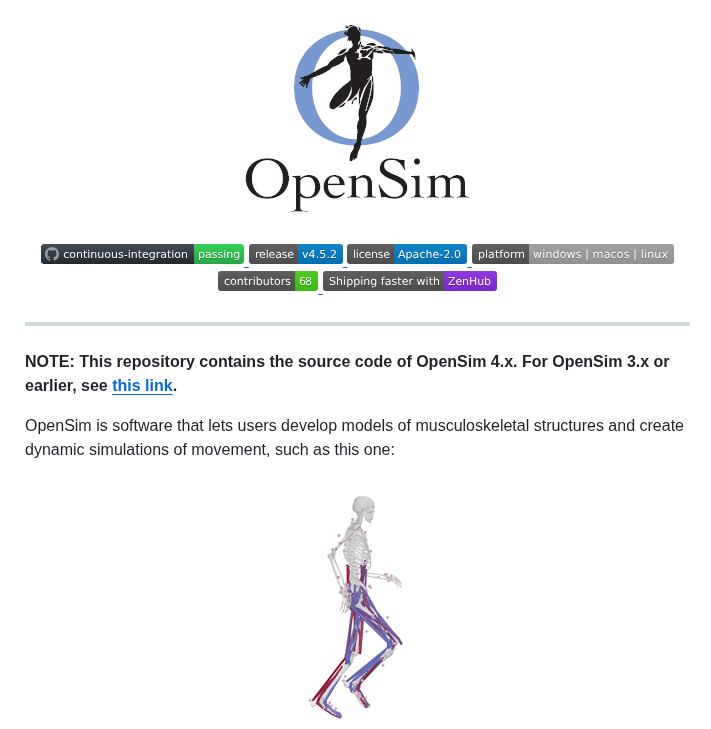 OpenSim
continuous-integration passing release v4.5.2 license Apache-2.0 platform windows | macos | linux
contributors 68 Shipping faster with ZenHub
NOTE: This repository contains the source code of OpenSim 4.x. For OpenSim 3.x or
earlier, see this link.
OpenSim is software that lets users develop models of musculoskeletal structures and create
dynamic simulations of movement, such as this one: